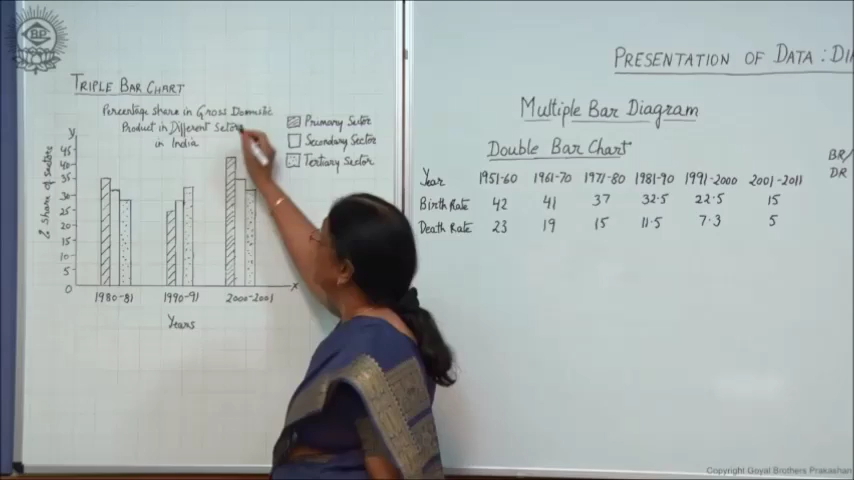 BP
TRIPLE BAR CHART
Percentage share in Gross Domestic
Product in Different Sectors
in India
Primary Sector
Secondary Sector
Tertiary Sector
Y
% share of sectors
45
40
35
30
25
20
15
10
5
0
X
1980-81 1990-91 2000-2001
Years
PRESENTATION OF DATA : DI
Multiple Bar Diagram
Double Bar Chart
BR/
DR
Year 1951-60 1961-70 1971-80 1981-90 1991-2000 2001-2011
Birth Rate 42 41 37 32.5 22.5 15
Death Rate 23 19 15 11.5 7.3 5
Copyright Goyal Brothers Prakashan